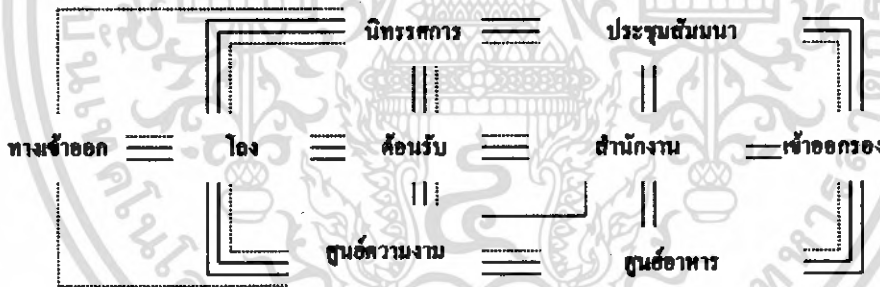 นิทรรศการ ประชุมสัมมนา
ทางเข้าออก โถง ต้อนรับ สำนักงาน เข้าออกรอง
ศูนย์ความงาม ศูนย์อาหาร